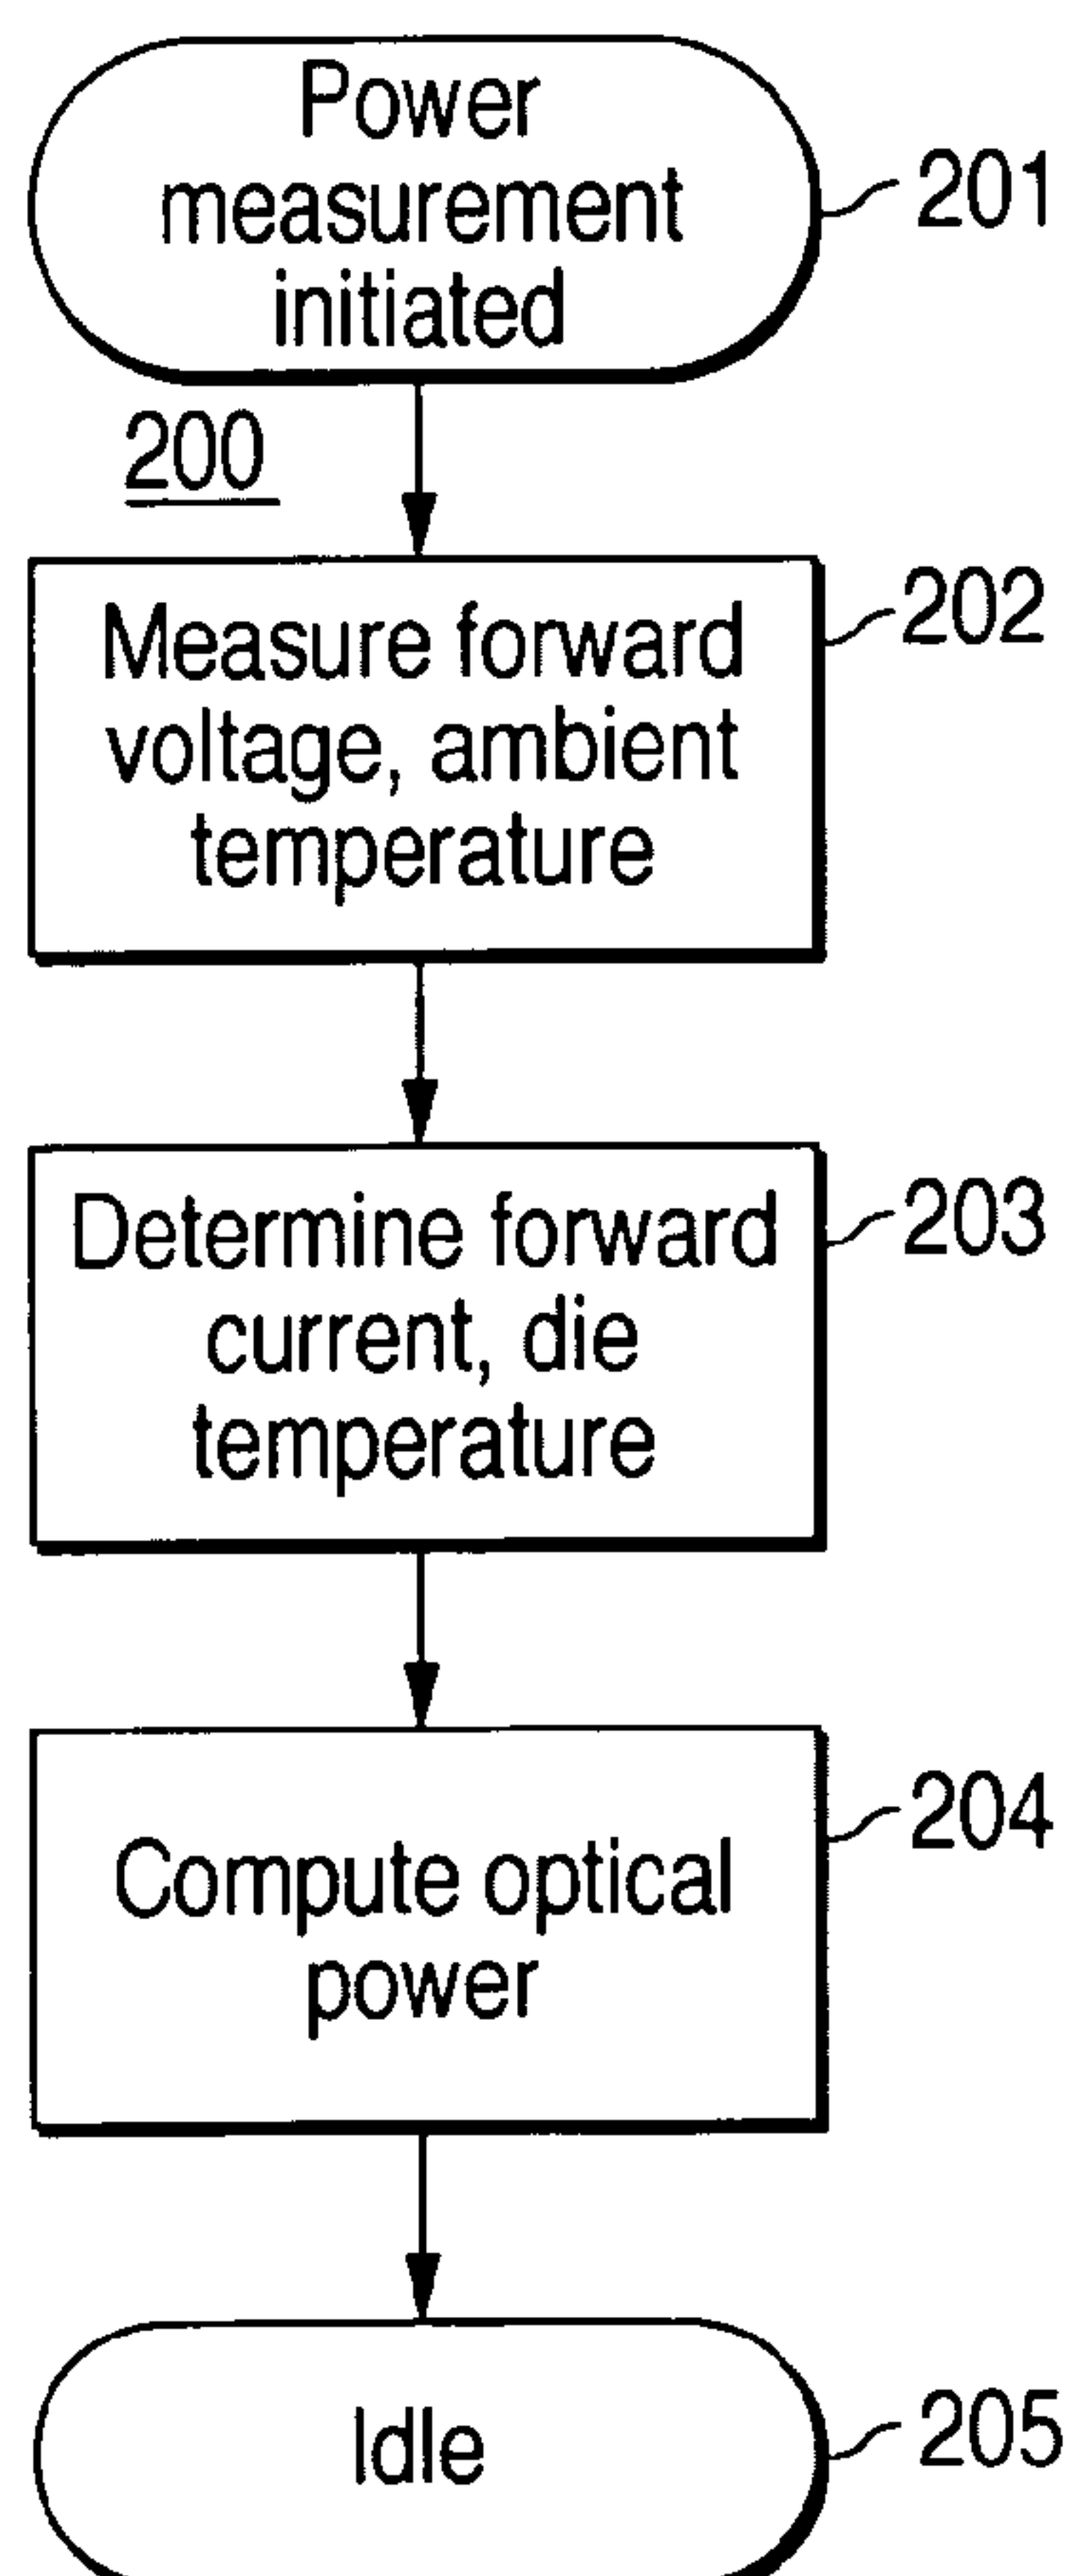 Power
measurement
initiated
201
200
Measure forward
voltage, ambient
temperature
202
Determine forward
current, die
temperature
203
Compute optical
power
204
Idle
205